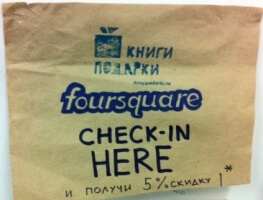 КНИГИ
ПОДАРКИ
foursquare
CHECK-IN
HERE
и получи 5% скидку!*